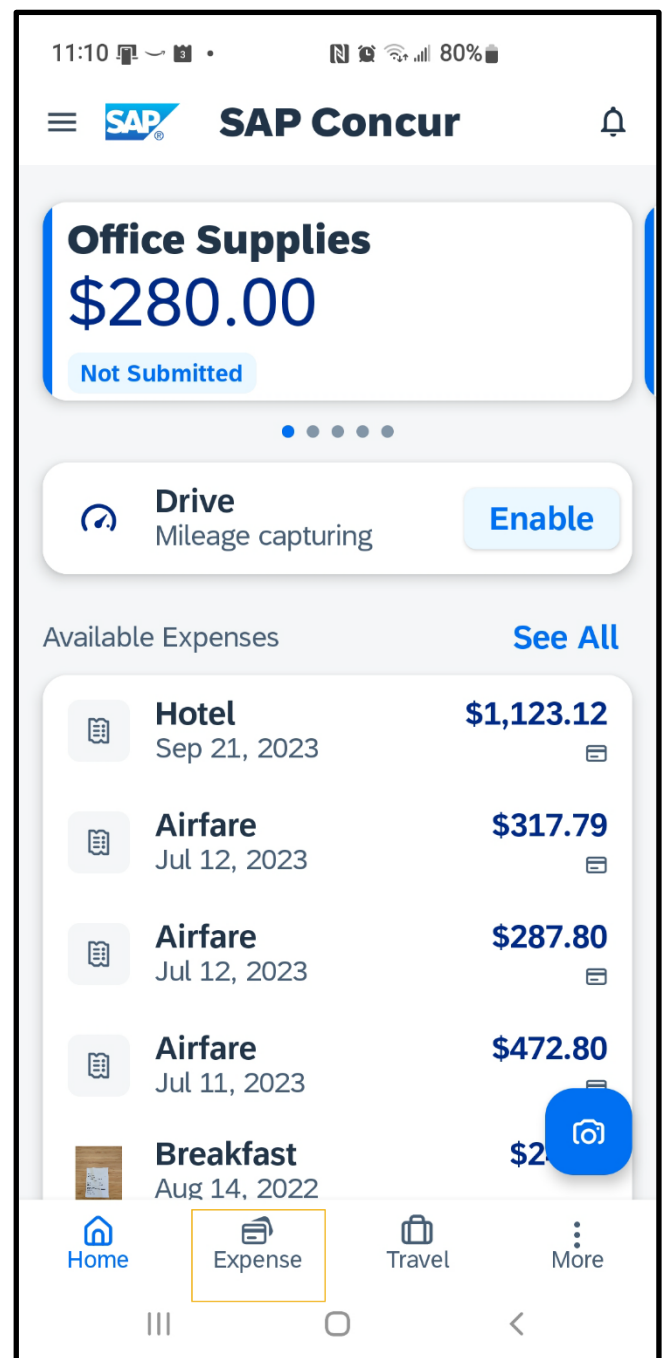 11:10
80%
SAP
SAP Concur
Office Supplies
$280.00
Not Submitted
Drive
Mileage capturing
Enable
Available Expenses
See All
Hotel
$1,123.12
Sep 21, 2023
Airfare
$317.79
Jul 12, 2023
Airfare
$287.80
Jul 12, 2023
Airfare
$472.80
Jul 11, 2023
Breakfast
Aug 14, 2022
Home
Expense
Travel
More